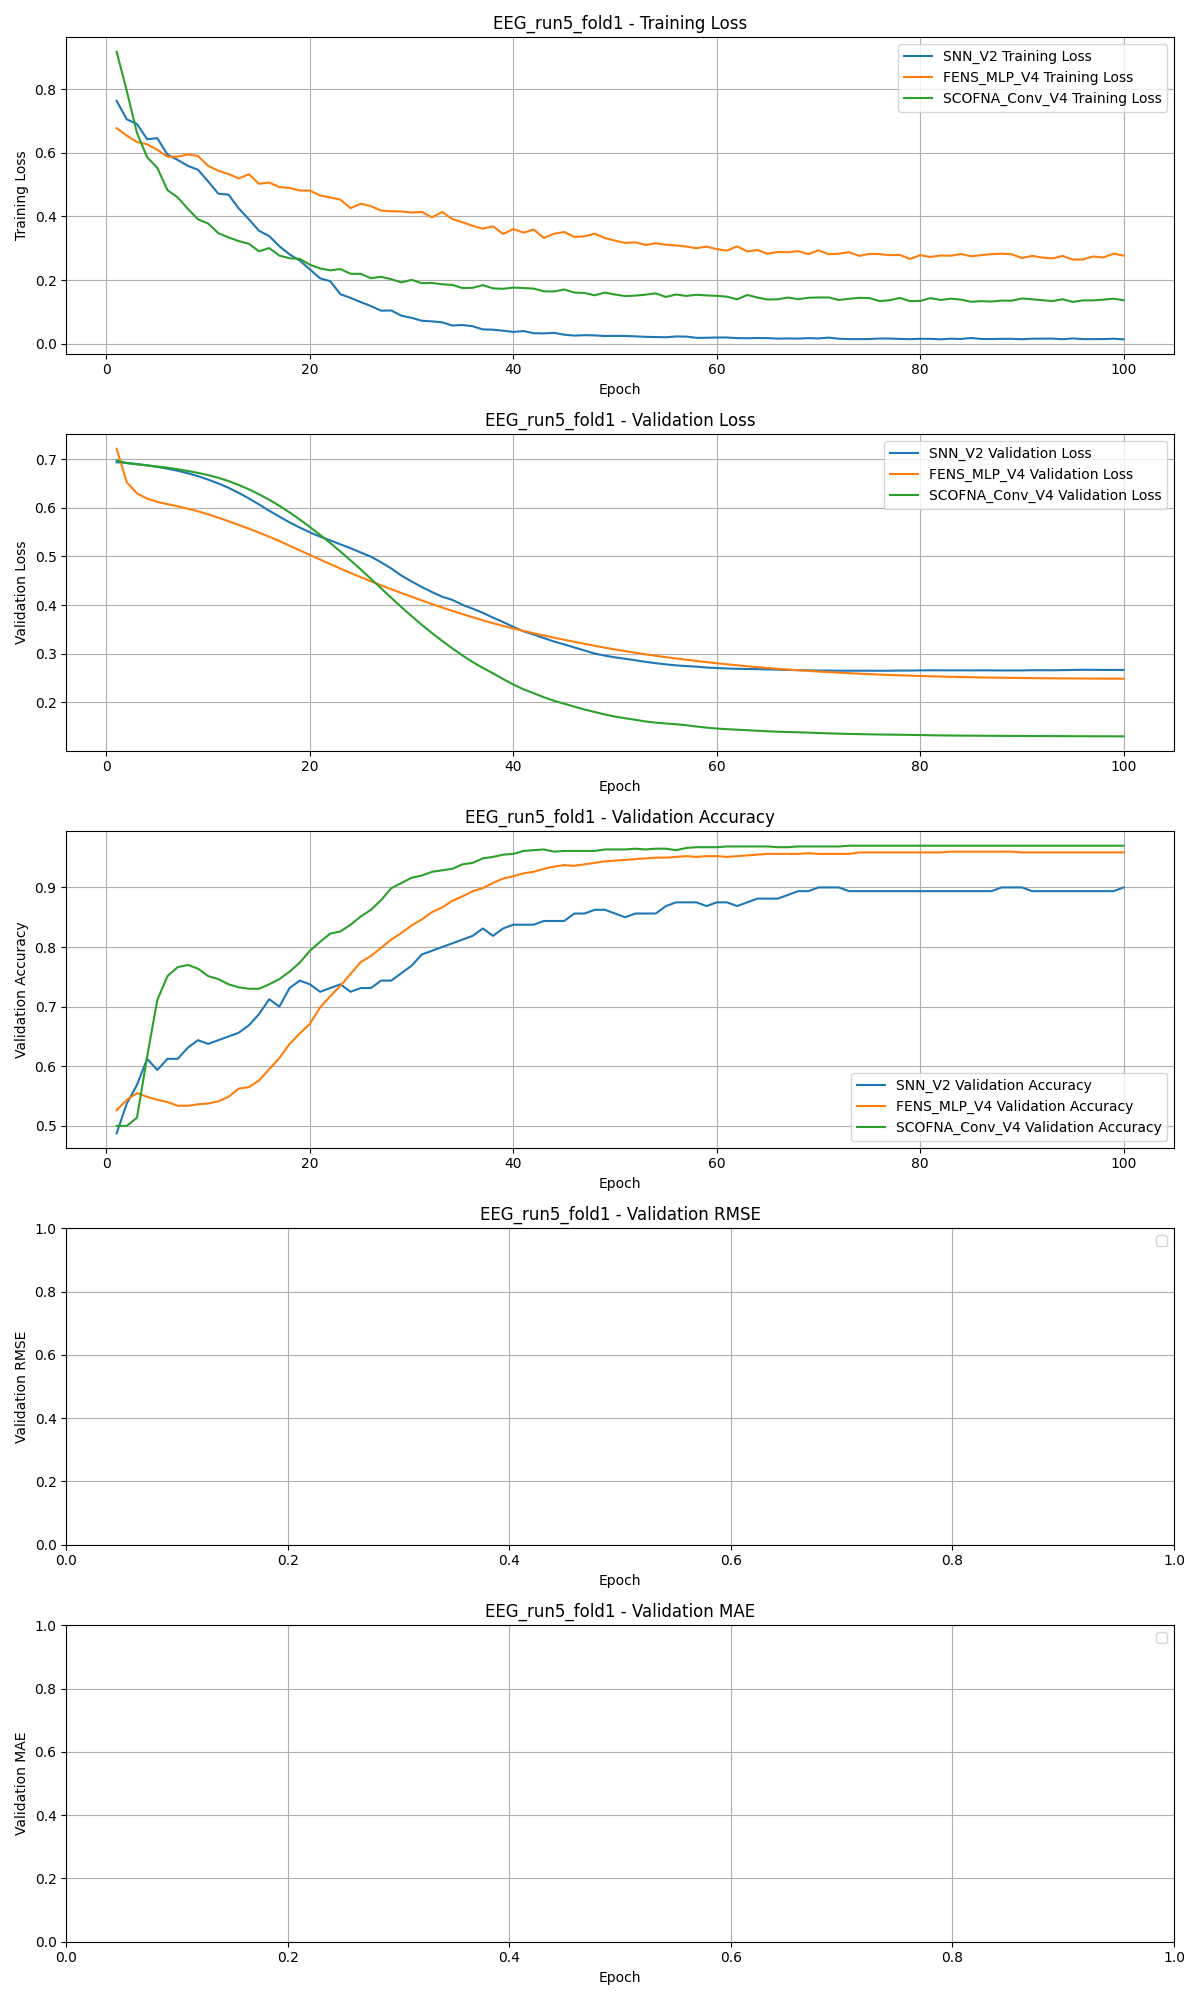 EEG_run5_fold1 - Training Loss
SNN_V2 Training Loss
FENS_MLP_V4 Training Loss
SCOFNA_Conv_V4 Training Loss
Training Loss
0.8
0.6
0.4
0.2
0.0
0 20 40 60 80 100
Epoch
EEG_run5_fold1 - Validation Loss
SNN_V2 Validation Loss
FENS_MLP_V4 Validation Loss
SCOFNA_Conv_V4 Validation Loss
Validation Loss
0.7
0.6
0.5
0.4
0.3
0.2
0 20 40 60 80 100
Epoch
EEG_run5_fold1 - Validation Accuracy
Validation Accuracy
0.9
0.8
0.7
0.6
0.5
SNN_V2 Validation Accuracy
FENS_MLP_V4 Validation Accuracy
SCOFNA_Conv_V4 Validation Accuracy
0 20 40 60 80 100
Epoch
EEG_run5_fold1 - Validation RMSE
Validation RMSE
1.0
0.8
0.6
0.4
0.2
0.0
0.0 0.2 0.4 0.6 0.8 1.0
Epoch
EEG_run5_fold1 - Validation MAE
Validation MAE
1.0
0.8
0.6
0.4
0.2
0.0
0.0 0.2 0.4 0.6 0.8 1.0
Epoch